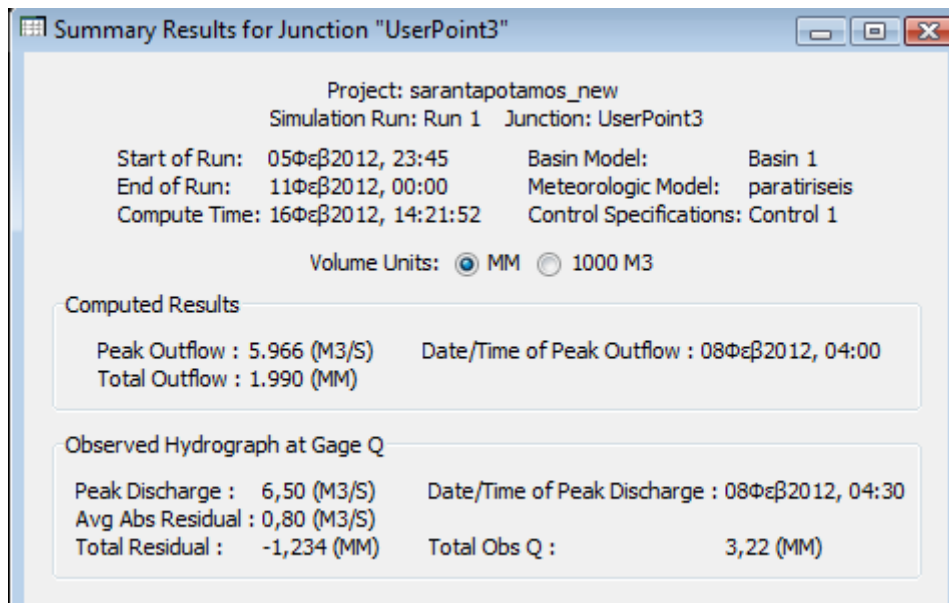 Summary Results for Junction "UserPoint3"
Project: sarantapotamos_new
Simulation Run: Run 1 Junction: UserPoint3
Start of Run: 05Φεβ2012, 23:45 Basin Model: Basin 1
End of Run: 11Φεβ2012, 00:00 Meteorologic Model: paratiriseis
Compute Time: 16Φεβ2012, 14:21:52 Control Specifications: Control 1
Volume Units: MM 1000 M3
Computed Results
Peak Outflow : 5.966 (M3/S) Date/Time of Peak Outflow : 08Φεβ2012, 04:00
Total Outflow : 1.990 (MM)
Observed Hydrograph at Gage Q
Peak Discharge : 6,50 (M3/S) Date/Time of Peak Discharge : 08Φεβ2012, 04:30
Avg Abs Residual : 0,80 (M3/S)
Total Residual : -1,234 (MM) Total Obs Q : 3,22 (MM)